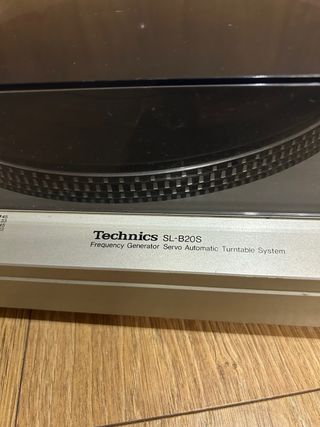 Technics SL-B20S
Frequency Generator Servo Automatic Turntable System